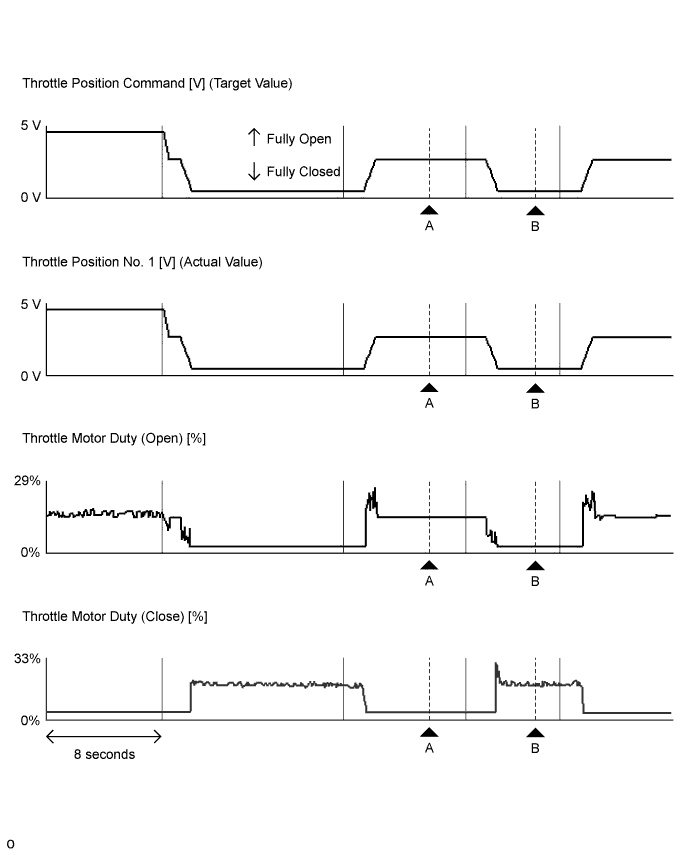 Throttle Position Command [V] (Target Value)
5 V
Fully Open
Fully Closed
0 V
A B
Throttle Position No. 1 [V] (Actual Value)
5 V
0 V
A B
Throttle Motor Duty (Open) [%]
29%
0%
A B
Throttle Motor Duty (Close) [%]
33%
0%
A B
8 seconds
O